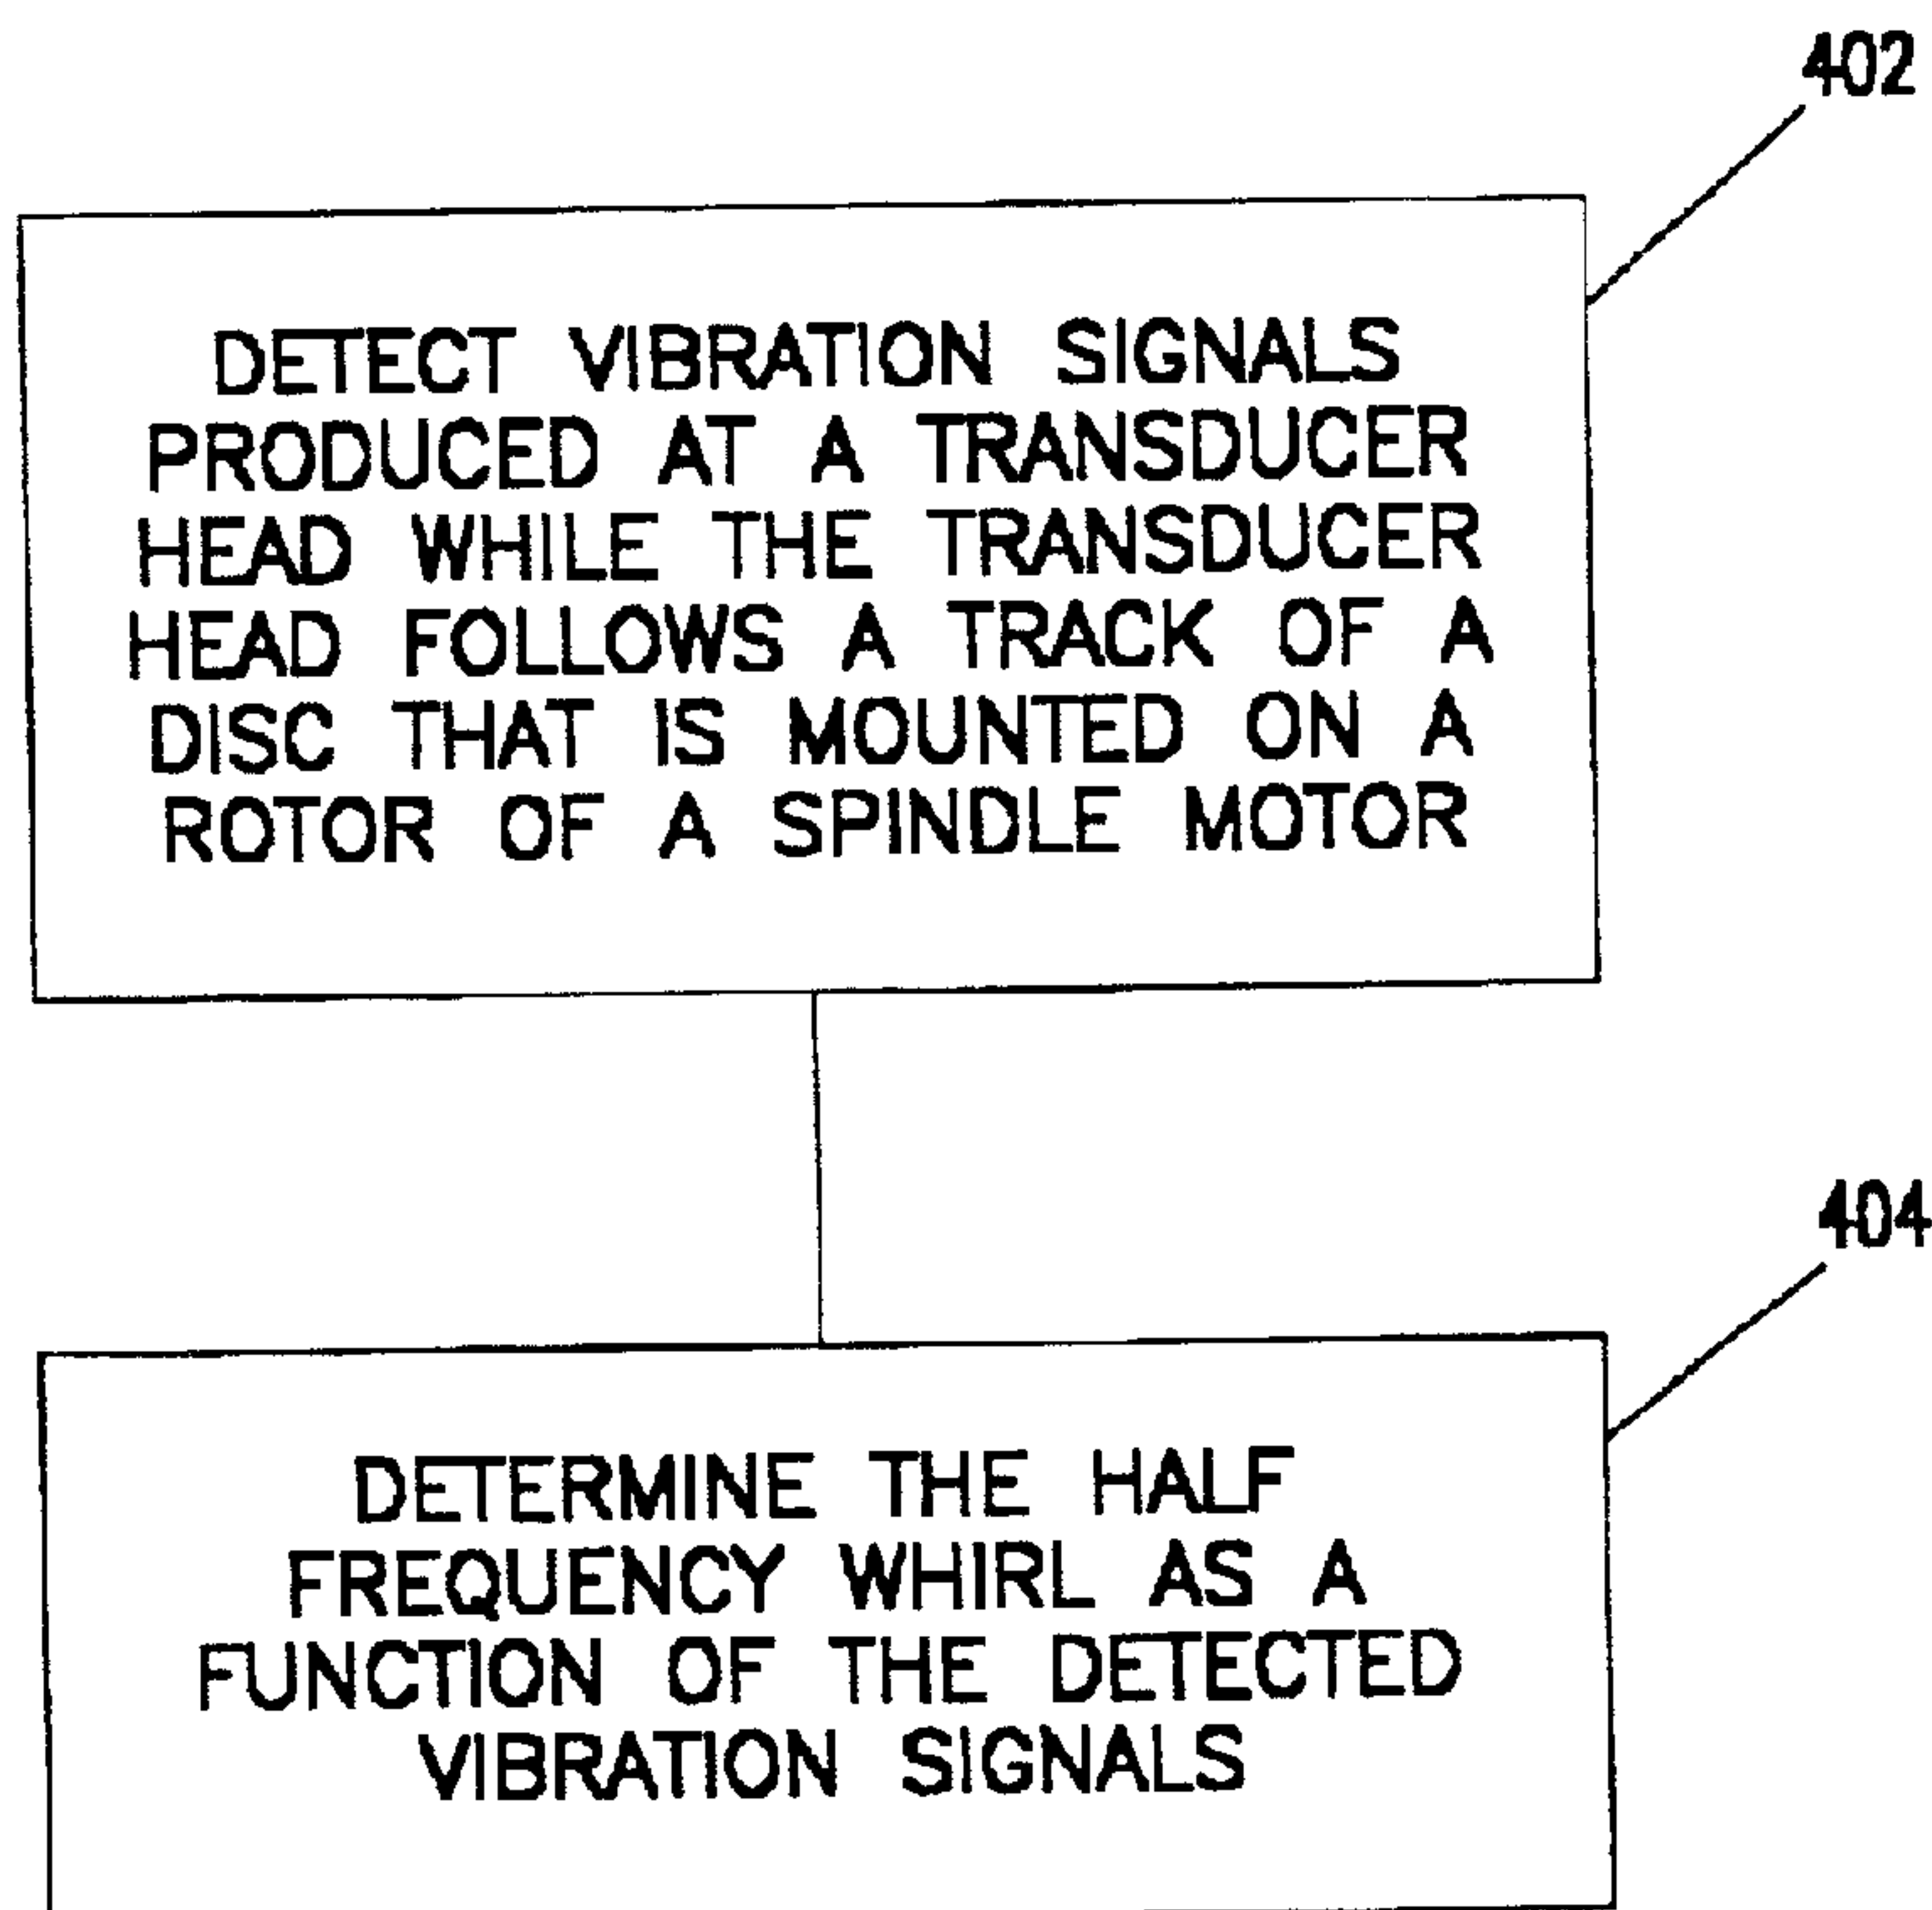 402
DETECT VIBRATION SIGNALS
PRODUCED AT A TRANSDUCER
HEAD WHILE THE TRANSDUCER
HEAD FOLLOWS A TRACK OF A
DISC THAT IS MOUNTED ON A
ROTOR OF A SPINDLE MOTOR
404
DETERMINE THE HALF
FREQUENCY WHIRL AS A
FUNCTION OF THE DETECTED
VIBRATION SIGNALS